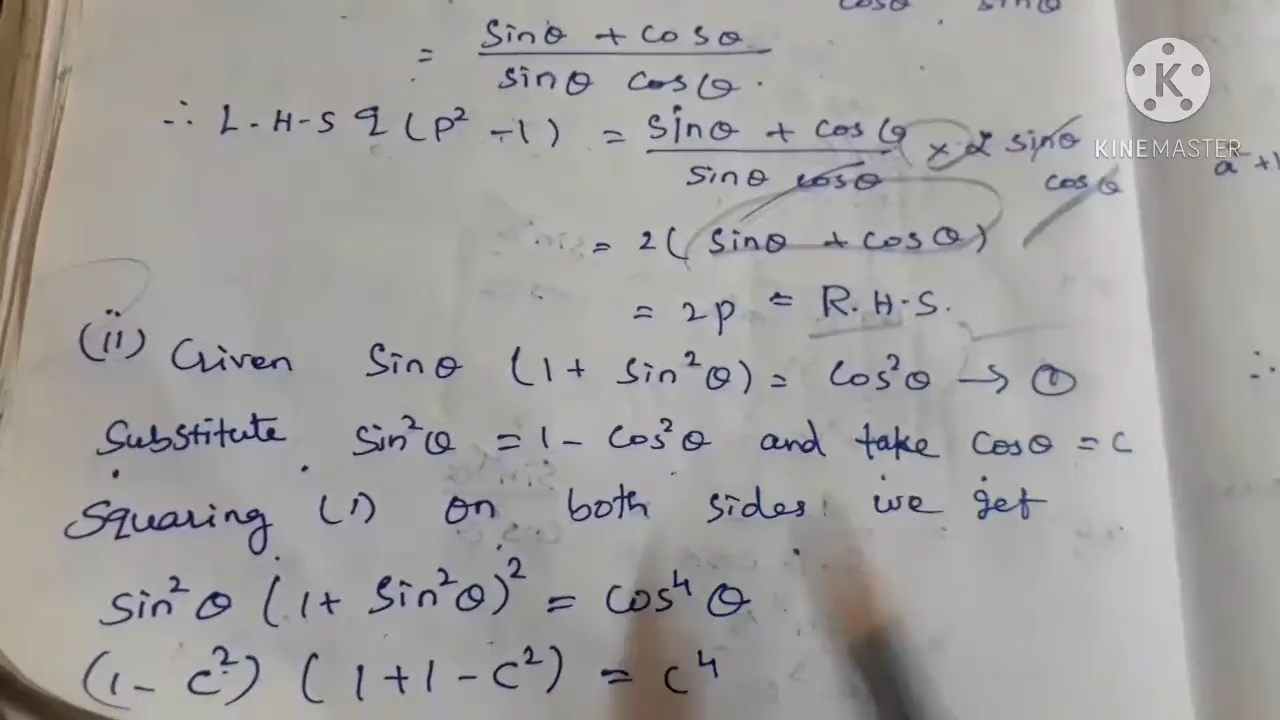 cosθ . sinθ
= sinθ + cosθ / sinθ cosθ.
∴ L.H-S q (p² -1) = sinθ + cosθ / sinθ cosθ × 2 sinθ cosθ
= 2 ( sinθ + cosθ)
= 2p = R.H.S.
(ii) Given sinθ (1 + sin²θ) = cos²θ → ①
Substitute sin²θ = 1 - cos²θ and take cosθ = c
Squaring (1) on both sides we get
sin²θ (1 + sin²θ)² = cos⁴θ
(1 - c²) (1+1 - c²) = c⁴
K
KINEMASTER